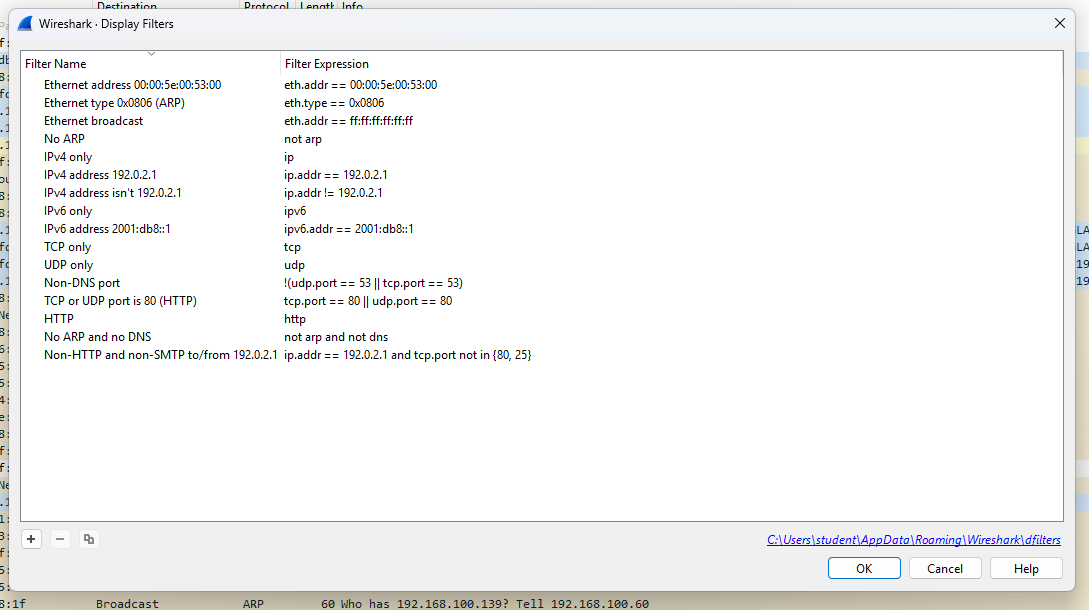 Destination Protocol Length Info
Wireshark · Display Filters
Filter Name Filter Expression
Ethernet address 00:00:5e:00:53:00 eth.addr == 00:00:5e:00:53:00
Ethernet type 0x0806 (ARP) eth.type == 0x0806
Ethernet broadcast eth.addr == ff:ff:ff:ff:ff:ff
No ARP not arp
IPv4 only ip
IPv4 address 192.0.2.1 ip.addr == 192.0.2.1
IPv4 address isn't 192.0.2.1 ip.addr != 192.0.2.1
IPv6 only ipv6
IPv6 address 2001:db8::1 ipv6.addr == 2001:db8::1
TCP only tcp
UDP only udp
Non-DNS port !(udp.port == 53 || tcp.port == 53)
TCP or UDP port is 80 (HTTP) tcp.port == 80 || udp.port == 80
HTTP http
No ARP and no DNS not arp and not dns
Non-HTTP and non-SMTP to/from 192.0.2.1 ip.addr == 192.0.2.1 and tcp.port not in {80, 25}
C:\Users\student\AppData\Roaming\Wireshark\dfilters
OK Cancel Help
8:1f Broadcast ARP 60 Who has 192.168.100.139? Tell 192.168.100.60